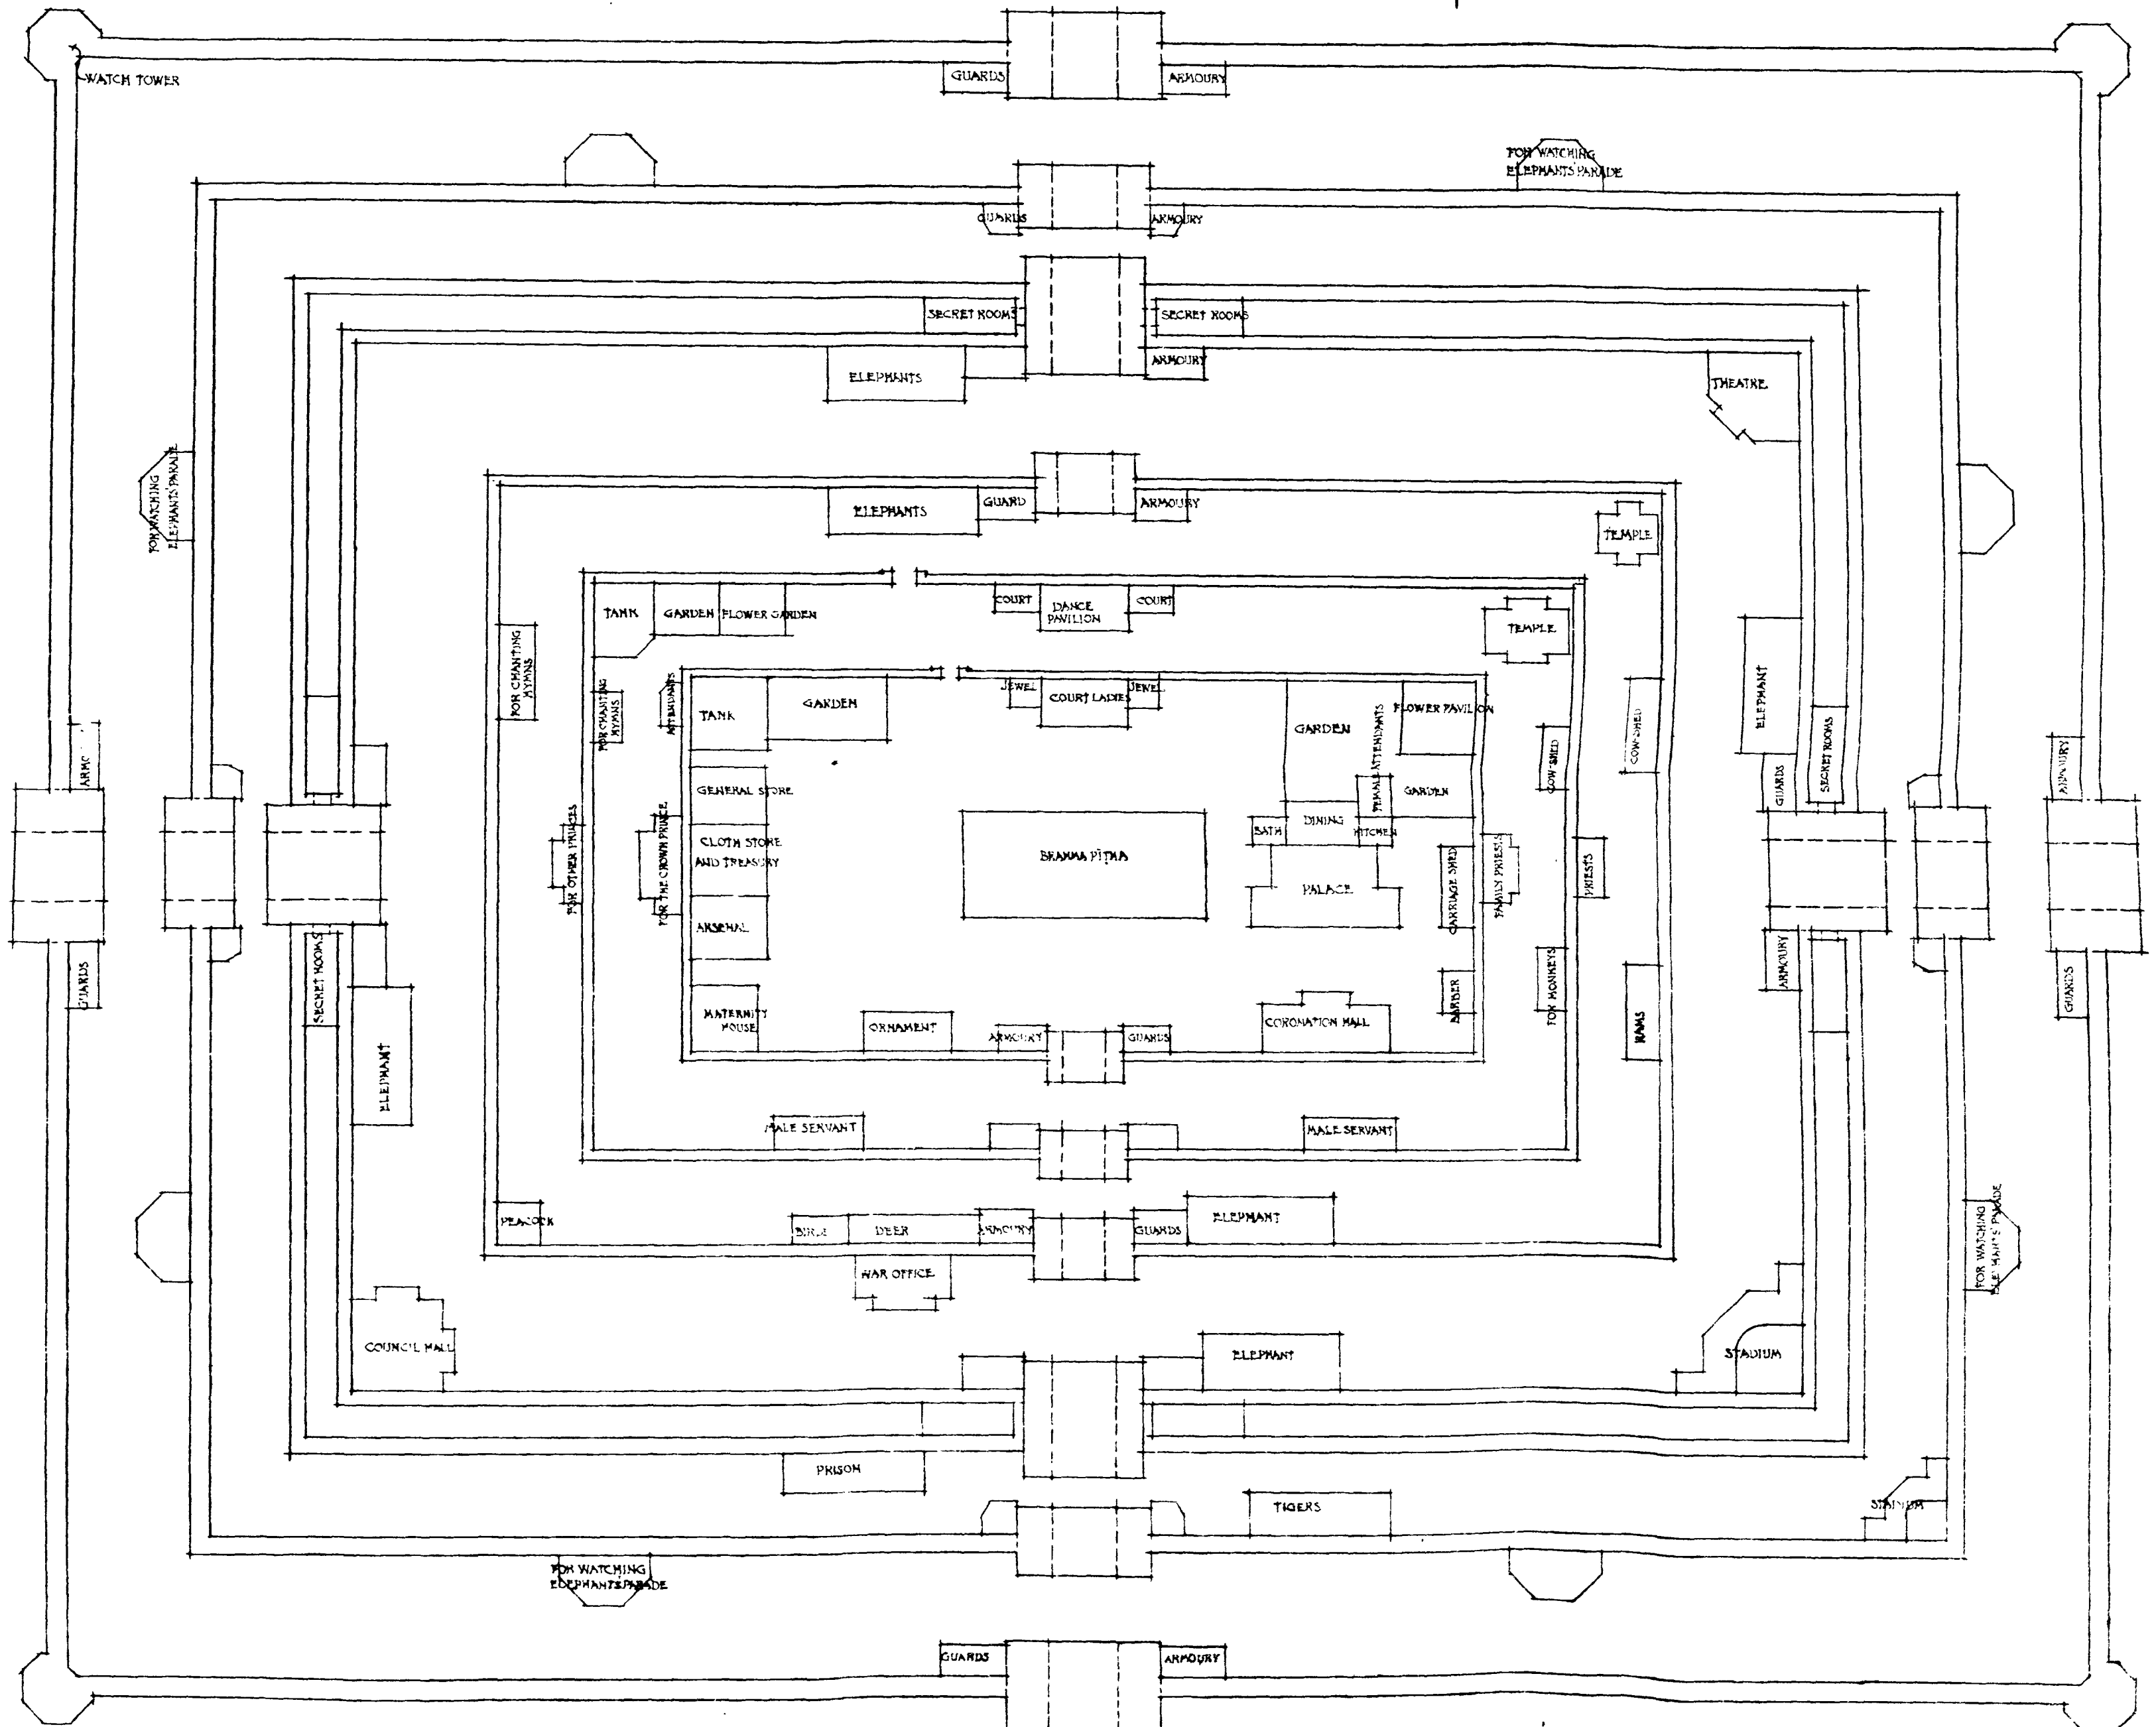 WATCH TOWER
GUARDS
ARMOURY
FOR WATCHING
ELEPHANTS PARADE
GUARDS
ARMOURY
SECRET ROOMS
SECRET ROOMS
ELEPHANTS
ARMOURY
THEATRE
FOR WATCHING
ELEPHANTS PARADE
ELEPHANTS
GUARD
ARMOURY
TEMPLE
TANK
GARDEN
FLOWER GARDEN
COURT
DANCE
PAVILION
COURT
TEMPLE
FOR CHANTING
HYMNS
FOR CHANTING
HYMNS
ATTENDANTS
TANK
GARDEN
JEWEL
COURT LADIES
JEWEL
GARDEN
FEMALE ATTENDANTS
FLOWER PAVILION
COW-SHED
COW-SHED
ELEPHANT
SECRET ROOMS
GUARDS
ARMOURY
GENERAL STORE
GARDEN
BATH
DINING
KITCHEN
FOR OTHER PRINCES
FOR THE CROWN PRINCE
CLOTH STORE
AND TREASURY
BRAHMA PĪTHA
PALACE
CARRIAGE SHED
FAMILY PRIESTS
PRIESTS
ARSENAL
GUARDS
SECRET ROOMS
BARBER
FOR MONKEYS
ARMOURY
GUARDS
MATERNITY
HOUSE
ORNAMENT
ARMOURY
GUARDS
CORONATION HALL
RAMS
ELEPHANT
MALE SERVANT
MALE SERVANT
PEACOCK
DEER
ARMOURY
GUARDS
ELEPHANT
FOR WATCHING
ELEPHANTS' PARADE
WAR OFFICE
COUNCIL HALL
ELEPHANT
STADIUM
PRISON
TIGERS
STADIUM
FOR WATCHING
ELEPHANTS PARADE
GUARDS
ARMOURY